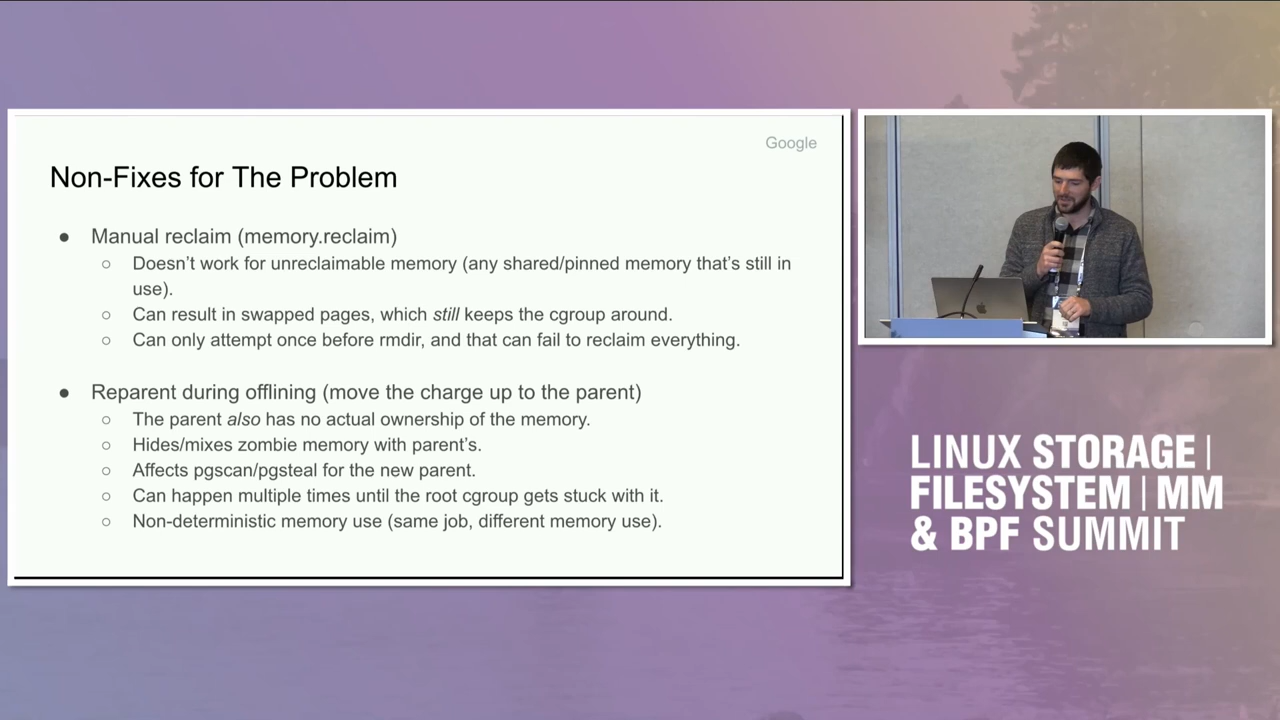 Google
Non-Fixes for The Problem
● Manual reclaim (memory.reclaim)
○ Doesn't work for unreclaimable memory (any shared/pinned memory that's still in
use).
○ Can result in swapped pages, which still keeps the cgroup around.
○ Can only attempt once before rmdir, and that can fail to reclaim everything.
● Reparent during offlining (move the charge up to the parent)
○ The parent also has no actual ownership of the memory.
○ Hides/mixes zombie memory with parent's.
○ Affects pgscan/pgsteal for the new parent.
○ Can happen multiple times until the root cgroup gets stuck with it.
○ Non-deterministic memory use (same job, different memory use).
LINUX STORAGE |
FILESYSTEM | MM
& BPF SUMMIT